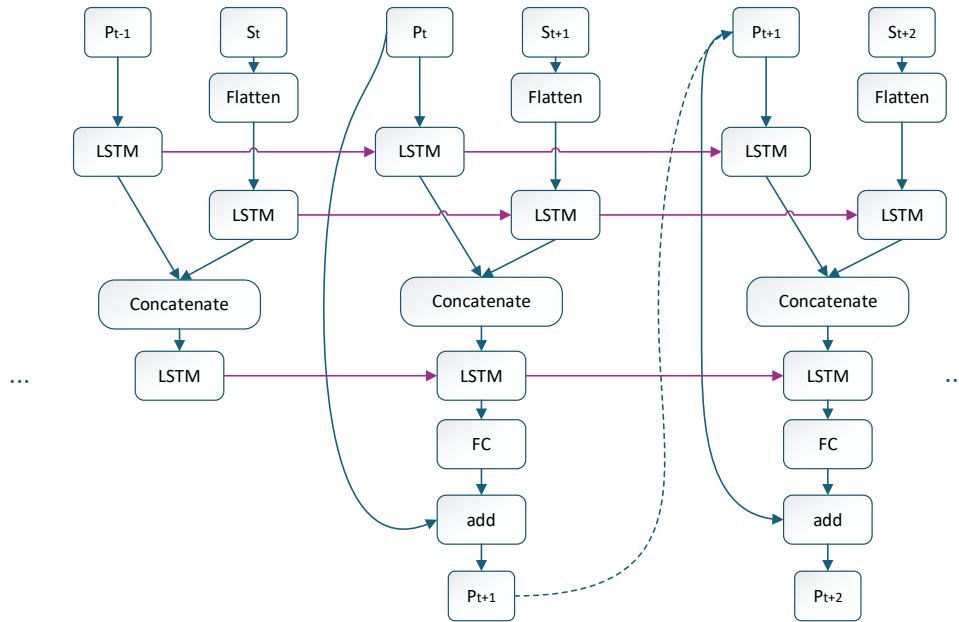 Pt-1
St
Pt
St+1
Pt+1
St+2
Flatten
Flatten
Flatten
LSTM
LSTM
LSTM
LSTM
LSTM
LSTM
Concatenate
Concatenate
Concatenate
...
LSTM
LSTM
LSTM
..
FC
FC
add
add
Pt+1
Pt+2